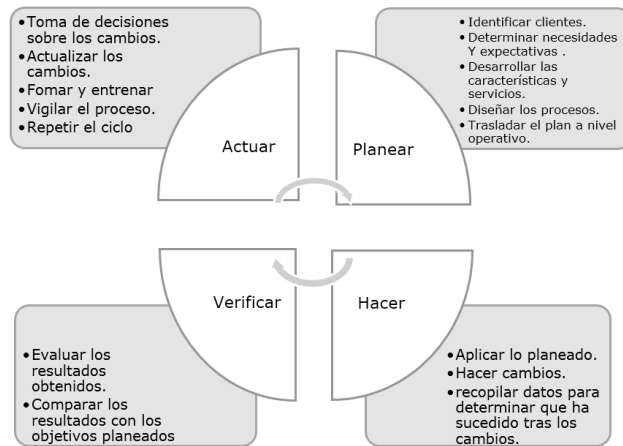 •Toma de decisiones
sobre los cambios.
•Actualizar los
cambios.
•Fomar y entrenar
•Vigilar el proceso.
•Repetir el ciclo
Actuar
• Identificar clientes.
• Determinar necesidades
Y expectativas .
• Desarrollar las
características y
servicios.
• Diseñar los procesos.
• Trasladar el plan a nivel
operativo.
Planear
Verificar
•Evaluar los
resultados
obtenidos.
•Comparar los
resultados con los
objetivos planeados
Hacer
•Aplicar lo planeado.
•Hacer cambios.
•recopilar datos para
determinar que ha
sucedido tras los
cambios.